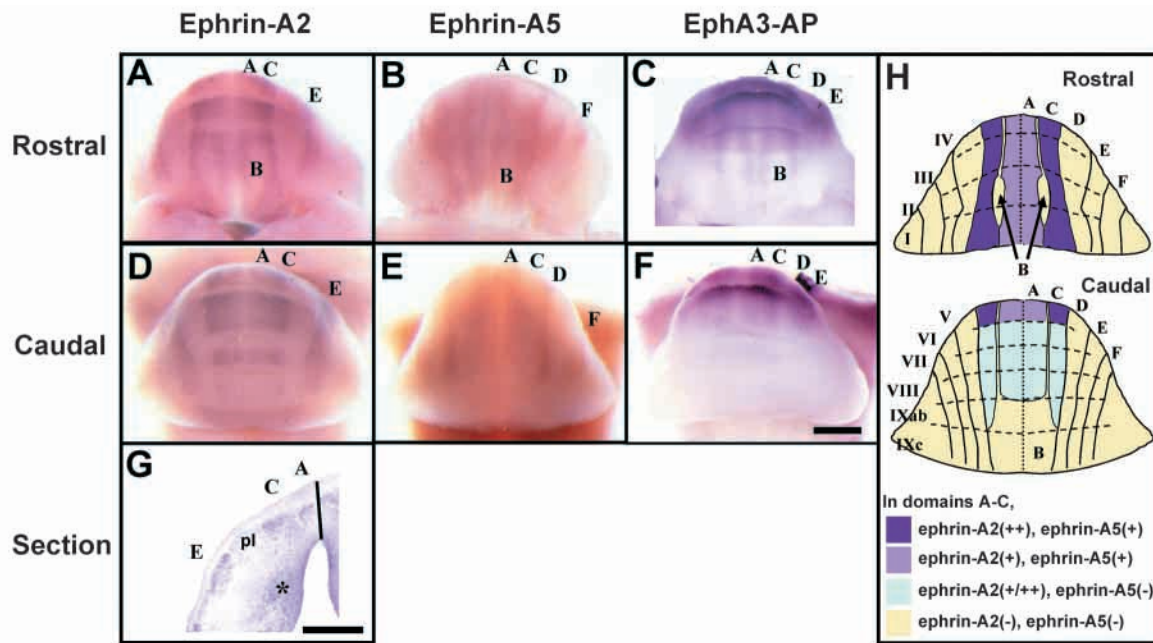 Ephrin-A2 Ephrin-A5 EphA3-AP
Rostral
Caudal
Section
A
A C
E
B
B
A C
D
F
B
C
A C
D
E
B
D
A C
E
E
A C
D
F
F
A C
D
E
G
A
C
E
pl
*
H
Rostral
A C
D
E
F
IV
III
II
I
B
Caudal
A C
D
E
F
V
VI
VII
VIII
IXab
IXc
B
In domains A-C,
ephrin-A2(++), ephrin-A5(+)
ephrin-A2(+), ephrin-A5(+)
ephrin-A2(+/++), ephrin-A5(-)
ephrin-A2(-), ephrin-A5(-)